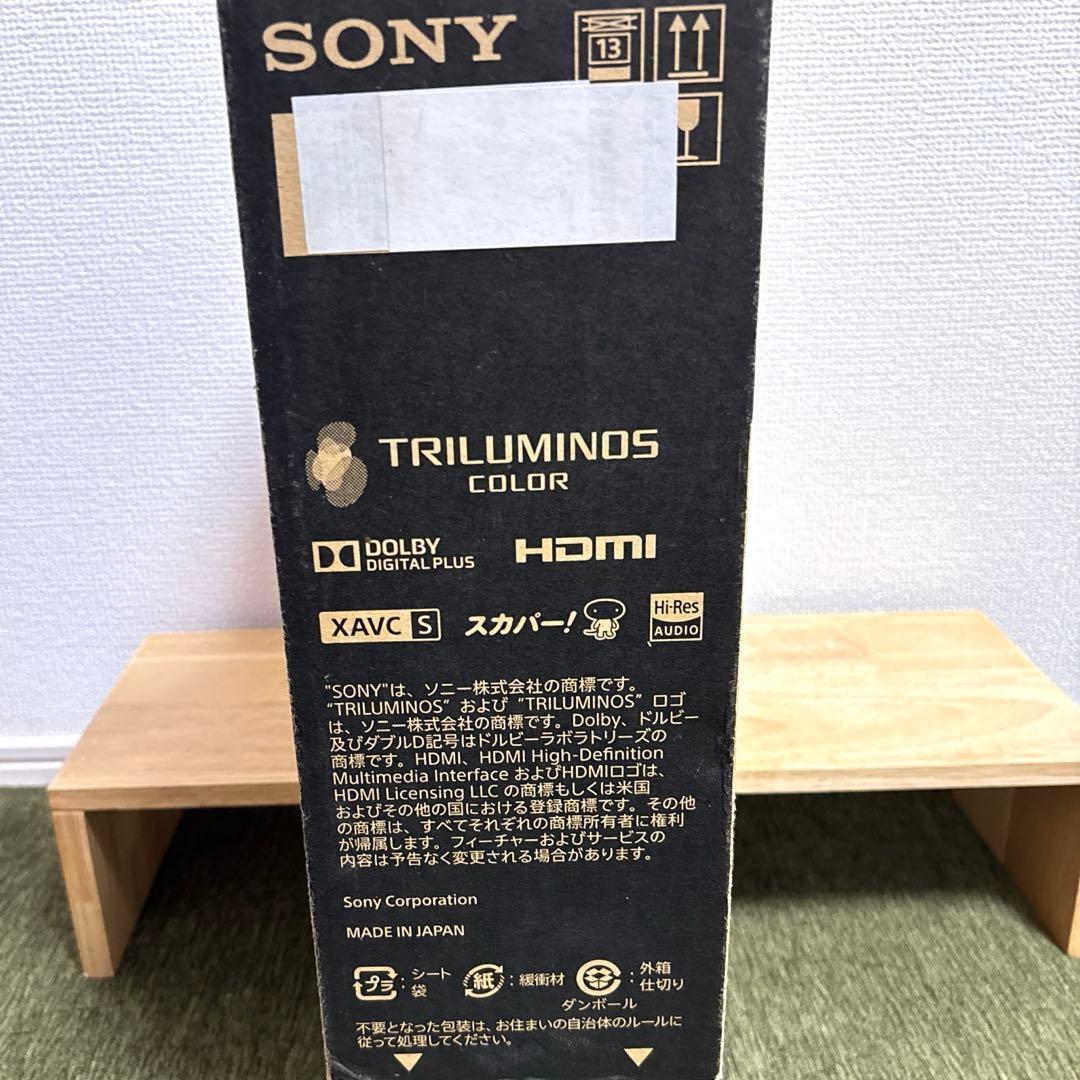 SONY
13
TRILUMINOS
COLOR
DOLBY
DIGITAL PLUS
HDMI
XAVC S
スカパー!
Hi-Res
AUDIO
"SONY"は、ソニー株式会社の商標です。
“TRILUMINOS” および “TRILUMINOS” ロゴ
は、ソニー株式会社の商標です。Dolby、ドルビー
及びダブルD記号はドルビーラボラトリーズの
商標です。HDMI、HDMI High-Definition
Multimedia Interface およびHDMIロゴは、
HDMI Licensing LLC の商標もしくは米国
およびその他の国における登録商標です。その他
の商標は、すべてそれぞれの商標所有者に権利
が帰属します。フィーチャーおよびサービスの
内容は予告なく変更される場合があります。
Sony Corporation
MADE IN JAPAN
プラ : シート
袋
紙 : 緩衝材
ダンボール
: 外箱
仕切り
不要となった包装は、お住まいの自治体のルールに
従って処理してください。